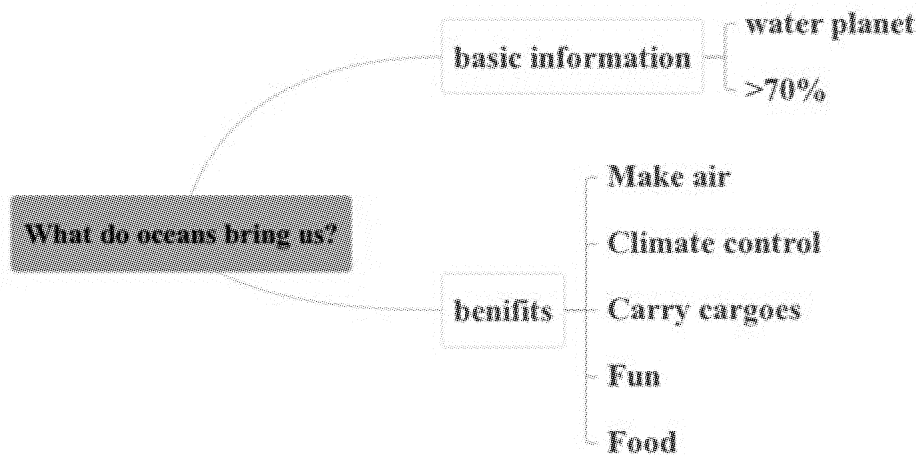 What do oceans bring us?
basic information
water planet
>70%
benifits
Make air
Climate control
Carry cargoes
Fun
Food